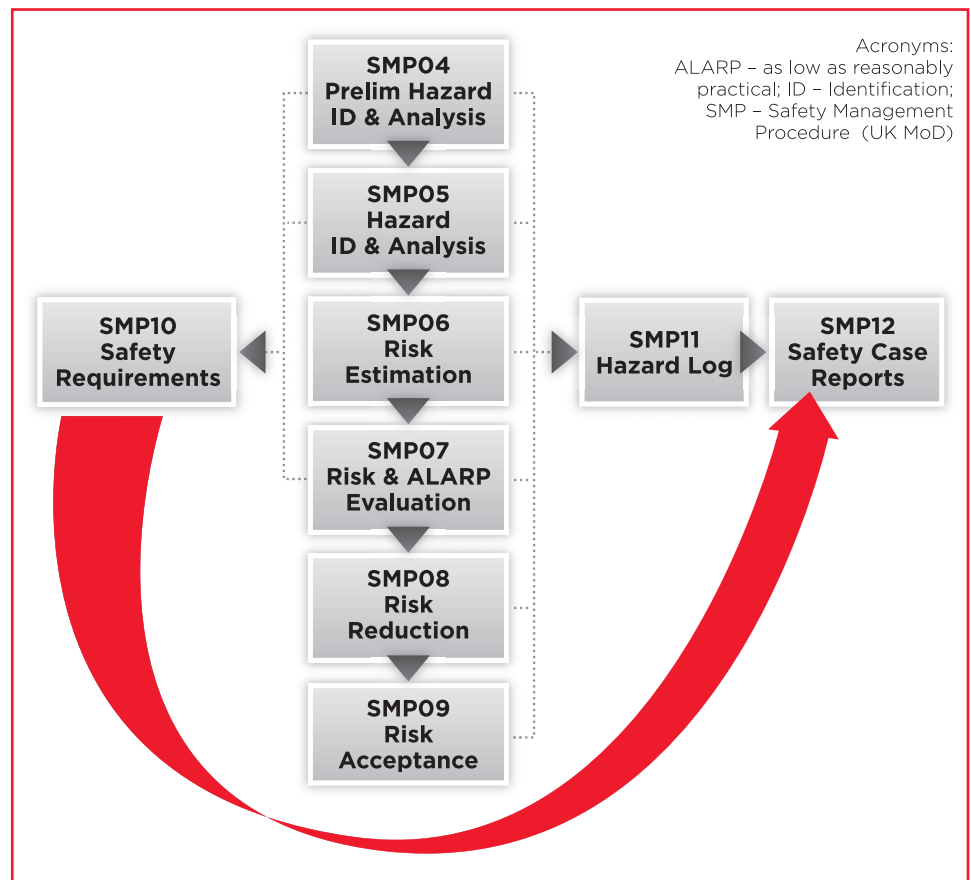 Acronyms:
ALARP – as low as reasonably
practical; ID – Identification;
SMP – Safety Management
Procedure (UK MoD)
SMP04
Prelim Hazard
ID & Analysis
SMP05
Hazard
ID & Analysis
SMP10
Safety
Requirements
SMP06
Risk
Estimation
SMP11
Hazard Log
SMP12
Safety Case
Reports
SMP07
Risk & ALARP
Evaluation
SMP08
Risk
Reduction
SMP09
Risk
Acceptance